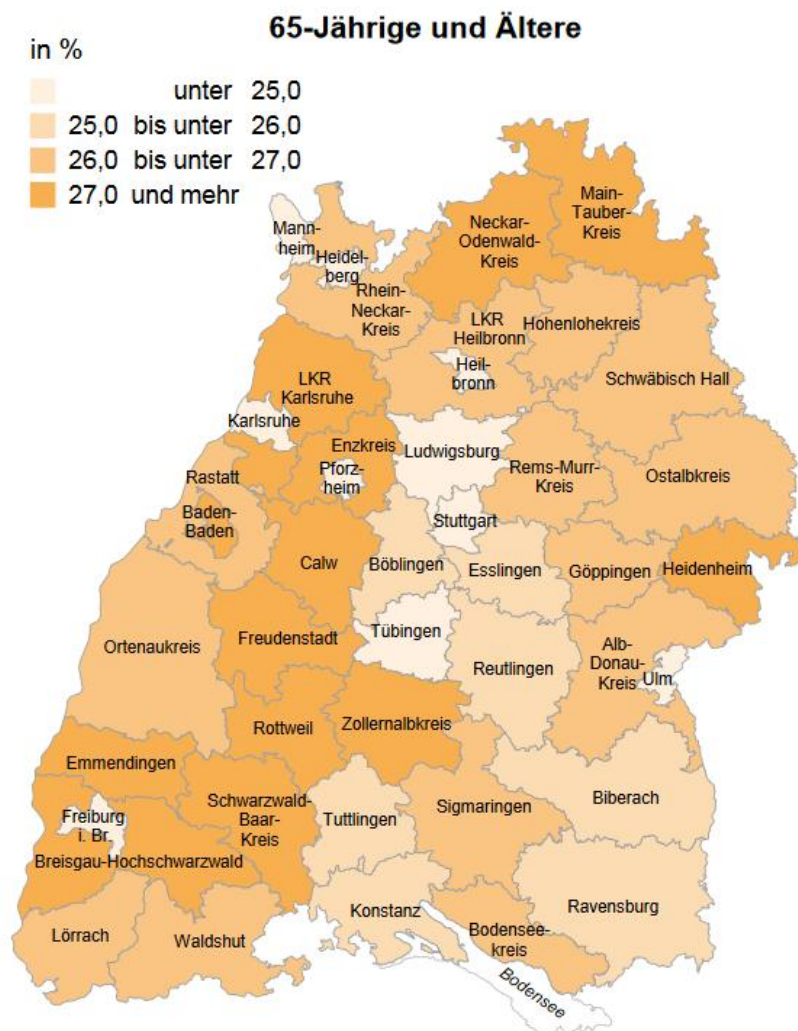 65-Jährige und Ältere
in %
unter 25,0
25,0 bis unter 26,0
26,0 bis unter 27,0
27,0 und mehr
Main-
Tauber-
Kreis
Neckar-
Odenwald-
Kreis
Mann-
heim
Heidel-
berg
Rhein-
Neckar-
Kreis
LKR
Heilbronn
Hohenlohekreis
Heil-
bronn
Schwäbisch Hall
LKR
Karlsruhe
Karlsruhe
Enzkreis
Pforz-
heim
Ludwigsburg
Rems-Murr-
Kreis
Ostalbkreis
Rastatt
Baden-
Baden
Stuttgart
Calw
Böblingen
Esslingen
Göppingen
Heidenheim
Ortenaukreis
Freudenstadt
Tübingen
Reutlingen
Alb-
Donau-
Kreis
Ulm
Rottweil
Zollernalbkreis
Emmendingen
Freiburg
i. Br.
Schwarzwald-
Baar-
Kreis
Tuttlingen
Sigmaringen
Biberach
Breisgau-Hochschwarzwald
Lörrach
Waldshut
Konstanz
Bodensee-
kreis
Ravensburg
Bodensee